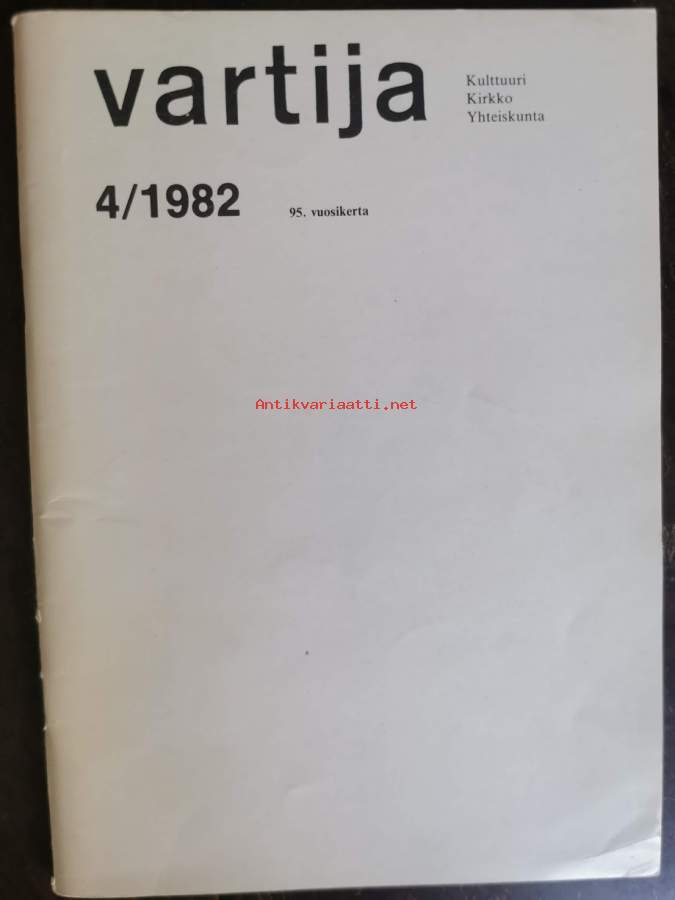 vartija
Kulttuuri
Kirkko
Yhteiskunta
4/1982
95. vuosikerta
Antikvariaatti.net